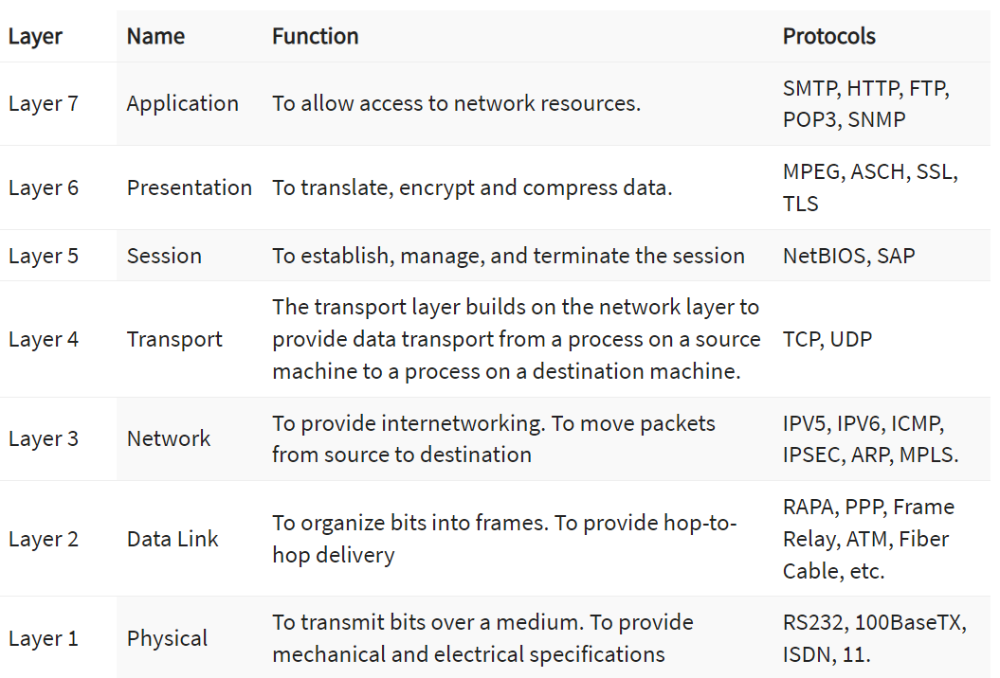 Layer Name Function Protocols
Layer 7 Application To allow access to network resources. SMTP, HTTP, FTP,
POP3, SNMP
Layer 6 Presentation To translate, encrypt and compress data. MPEG, ASCH, SSL,
TLS
Layer 5 Session To establish, manage, and terminate the session NetBIOS, SAP
Layer 4 Transport The transport layer builds on the network layer to
provide data transport from a process on a source
machine to a process on a destination machine. TCP, UDP
Layer 3 Network To provide internetworking. To move packets
from source to destination IPV5, IPV6, ICMP,
IPSEC, ARP, MPLS.
Layer 2 Data Link To organize bits into frames. To provide hop-to-
hop delivery RAPA, PPP, Frame
Relay, ATM, Fiber
Cable, etc.
Layer 1 Physical To transmit bits over a medium. To provide
mechanical and electrical specifications RS232, 100BaseTX,
ISDN, 11.